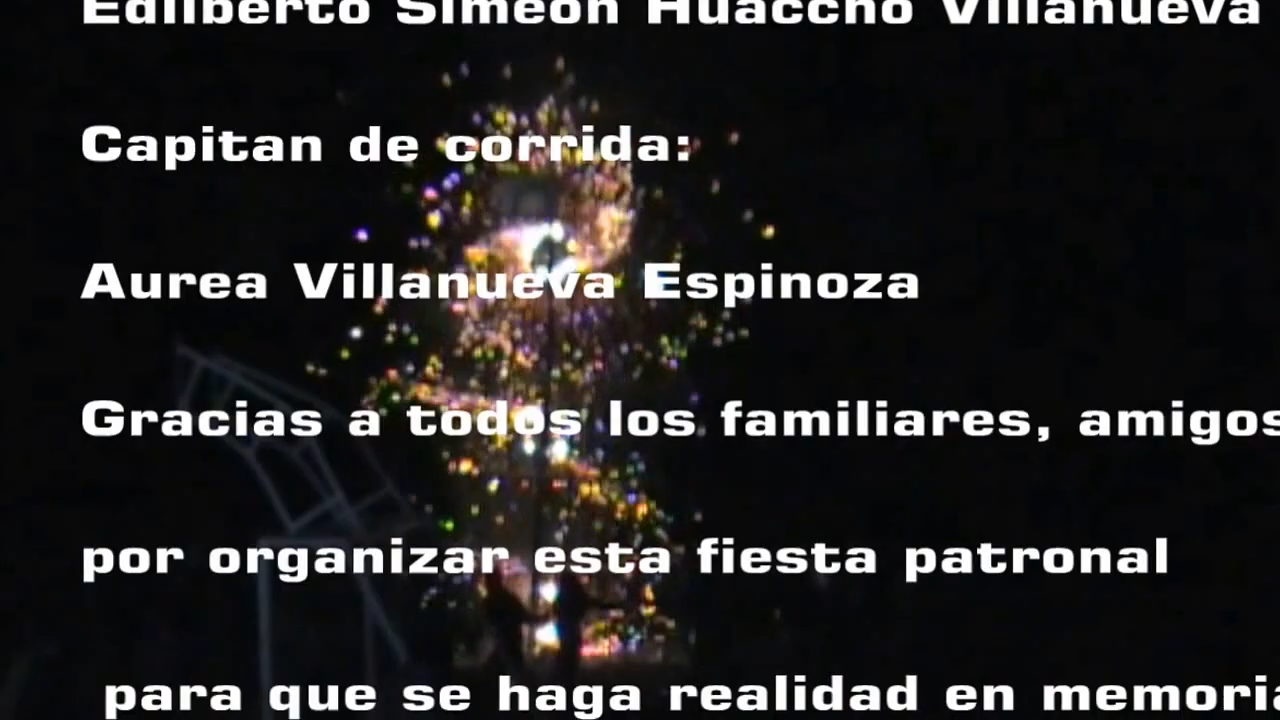 Edilberto Simeon Huaccho Villanueva
Capitan de corrida:
Aurea Villanueva Espinoza
Gracias a todos los familiares, amigos
por organizar esta fiesta patronal
para que se haga realidad en memoria